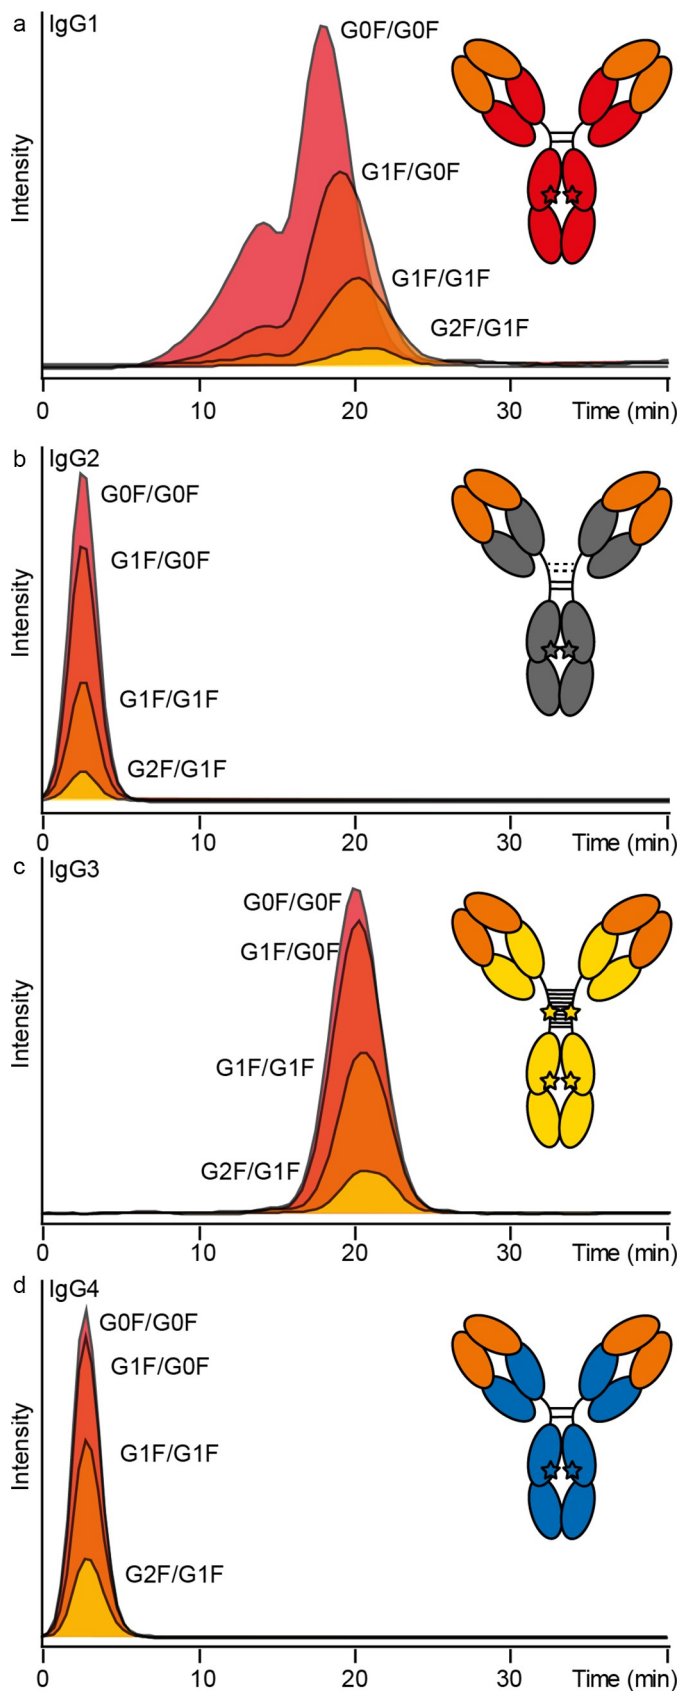 a IgG1
G0F/G0F
G1F/G0F
G1F/G1F
G2F/G1F
Intensity
0 10 20 30 Time (min)
b IgG2
G0F/G0F
G1F/G0F
G1F/G1F
G2F/G1F
Intensity
0 10 20 30 Time (min)
c IgG3
G0F/G0F
G1F/G0F
G1F/G1F
G2F/G1F
Intensity
0 10 20 30 Time (min)
d IgG4
G0F/G0F
G1F/G0F
G1F/G1F
G2F/G1F
Intensity
0 10 20 30 Time (min)